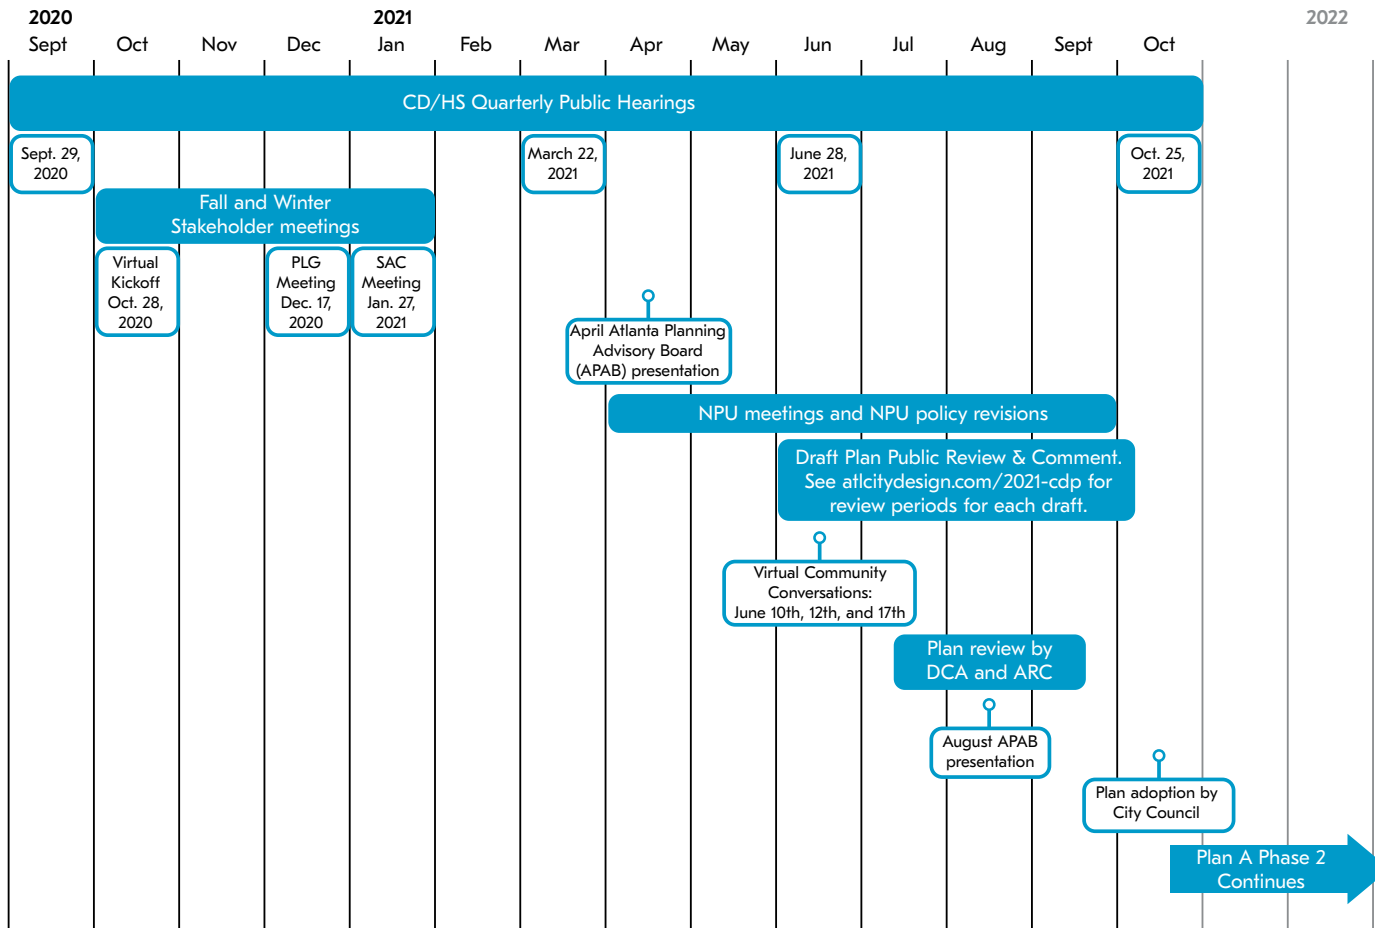 2020
2021
2022
Sept
Oct
Nov
Dec
Jan
Feb
Mar
Apr
May
Jun
Jul
Aug
Sept
Oct
CD/HS Quarterly Public Hearings
Sept. 29,
2020
March 22,
2021
June 28,
2021
Oct. 25,
2021
Fall and Winter
Stakeholder meetings
Virtual
Kickoff
Oct. 28,
2020
PLG
Meeting
Dec. 17,
2020
SAC
Meeting
Jan. 27,
2021
April Atlanta Planning
Advisory Board
(APAB) presentation
NPU meetings and NPU policy revisions
Draft Plan Public Review & Comment.
See atlcitydesign.com/2021-cdp for
review periods for each draft.
Virtual Community
Conversations:
June 10th, 12th, and 17th
Plan review by
DCA and ARC
August APAB
presentation
Plan adoption by
City Council
Plan A Phase 2
Continues